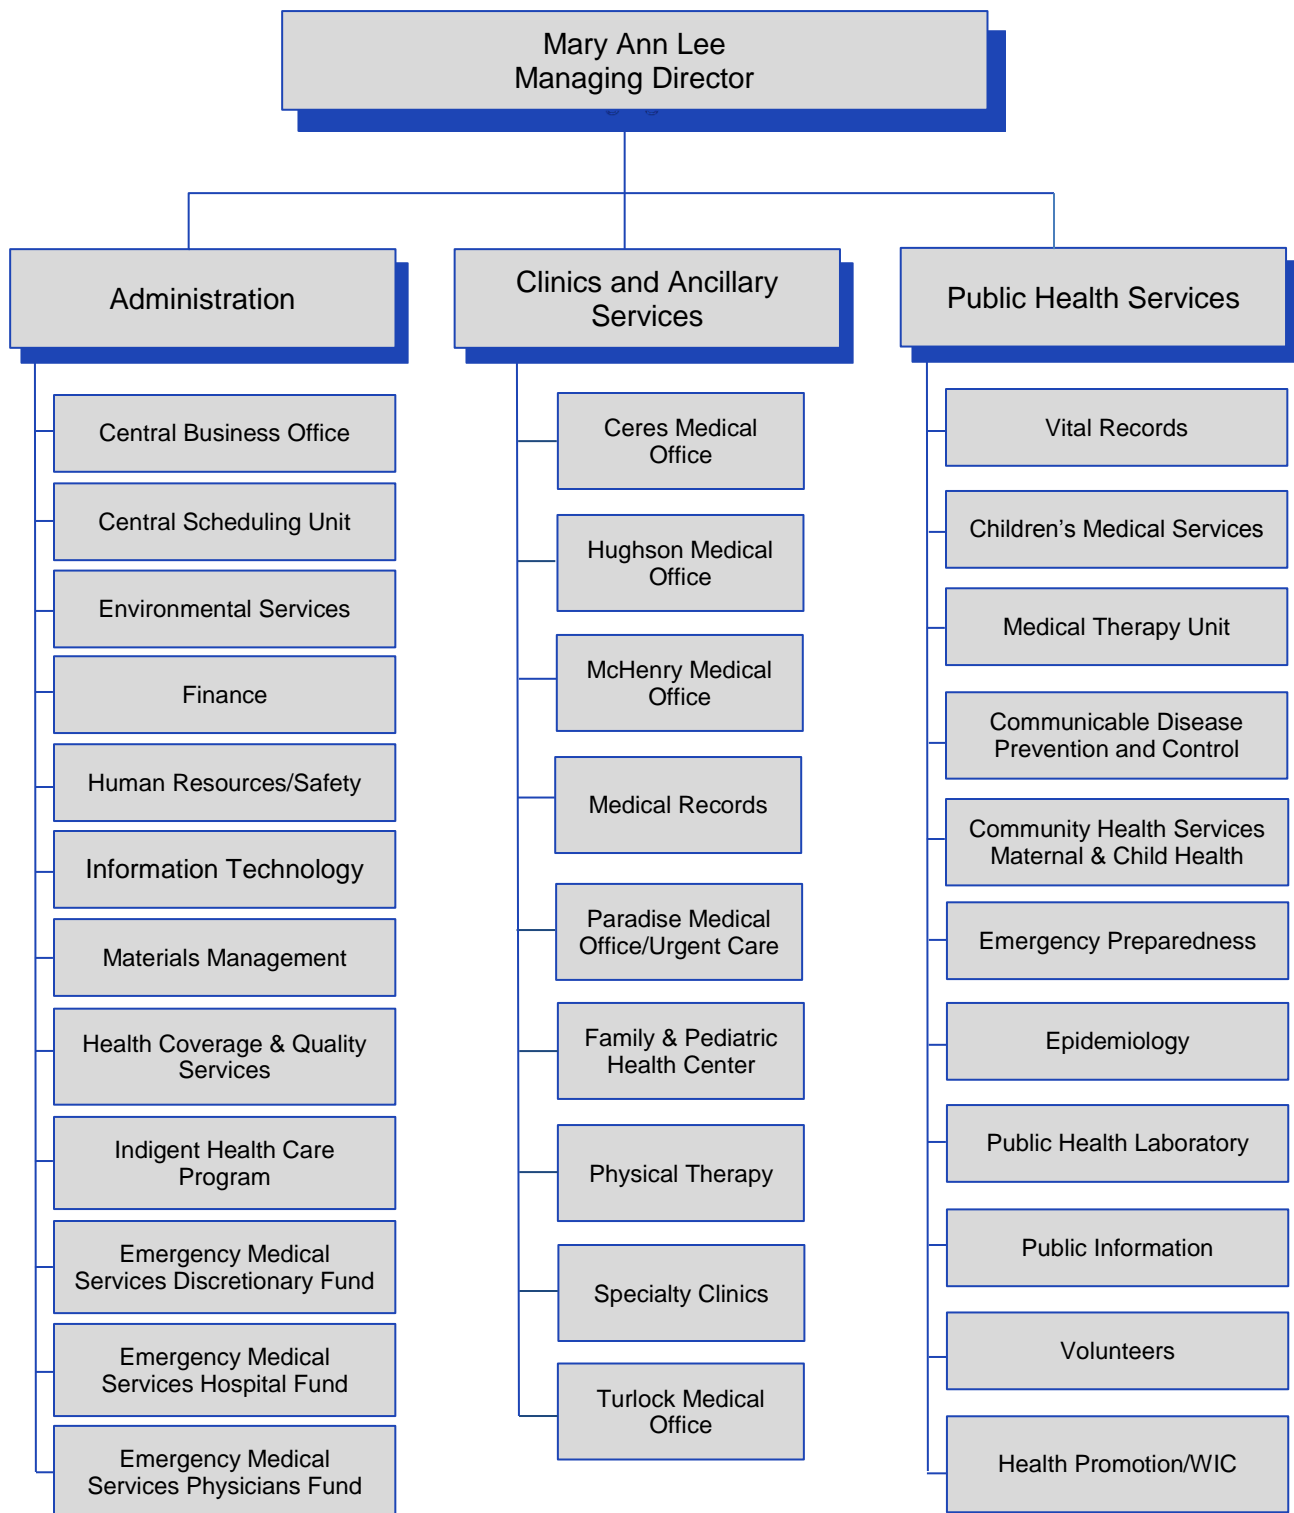 Mary Ann Lee
Managing Director
Administration
Central Business Office
Central Scheduling Unit
Environmental Services
Finance
Human Resources/Safety
Information Technology
Materials Management
Health Coverage & Quality
Services
Indigent Health Care
Program
Emergency Medical
Services Discretionary Fund
Emergency Medical
Services Hospital Fund
Emergency Medical
Services Physicians Fund
Clinics and Ancillary
Services
Ceres Medical
Office
Hughson Medical
Office
McHenry Medical
Office
Medical Records
Paradise Medical
Office/Urgent Care
Family & Pediatric
Health Center
Physical Therapy
Specialty Clinics
Turlock Medical
Office
Public Health Services
Vital Records
Children’s Medical Services
Medical Therapy Unit
Communicable Disease
Prevention and Control
Community Health Services
Maternal & Child Health
Emergency Preparedness
Epidemiology
Public Health Laboratory
Public Information
Volunteers
Health Promotion/WIC